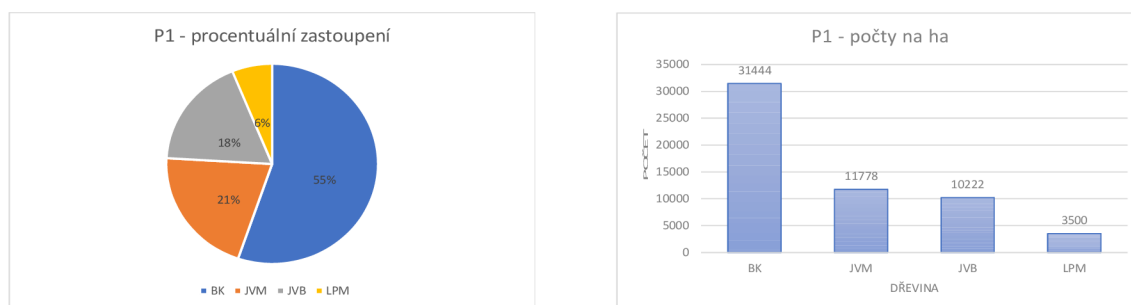 P1 - procentuální zastoupení
6%
18%
55%
21%
BK JVM JVB LPM
P1 - počty na ha
35000
30000
25000
20000
15000
10000
5000
0
POČET
31444
11778
10222
3500
BK JVM JVB LPM
DŘEVINA